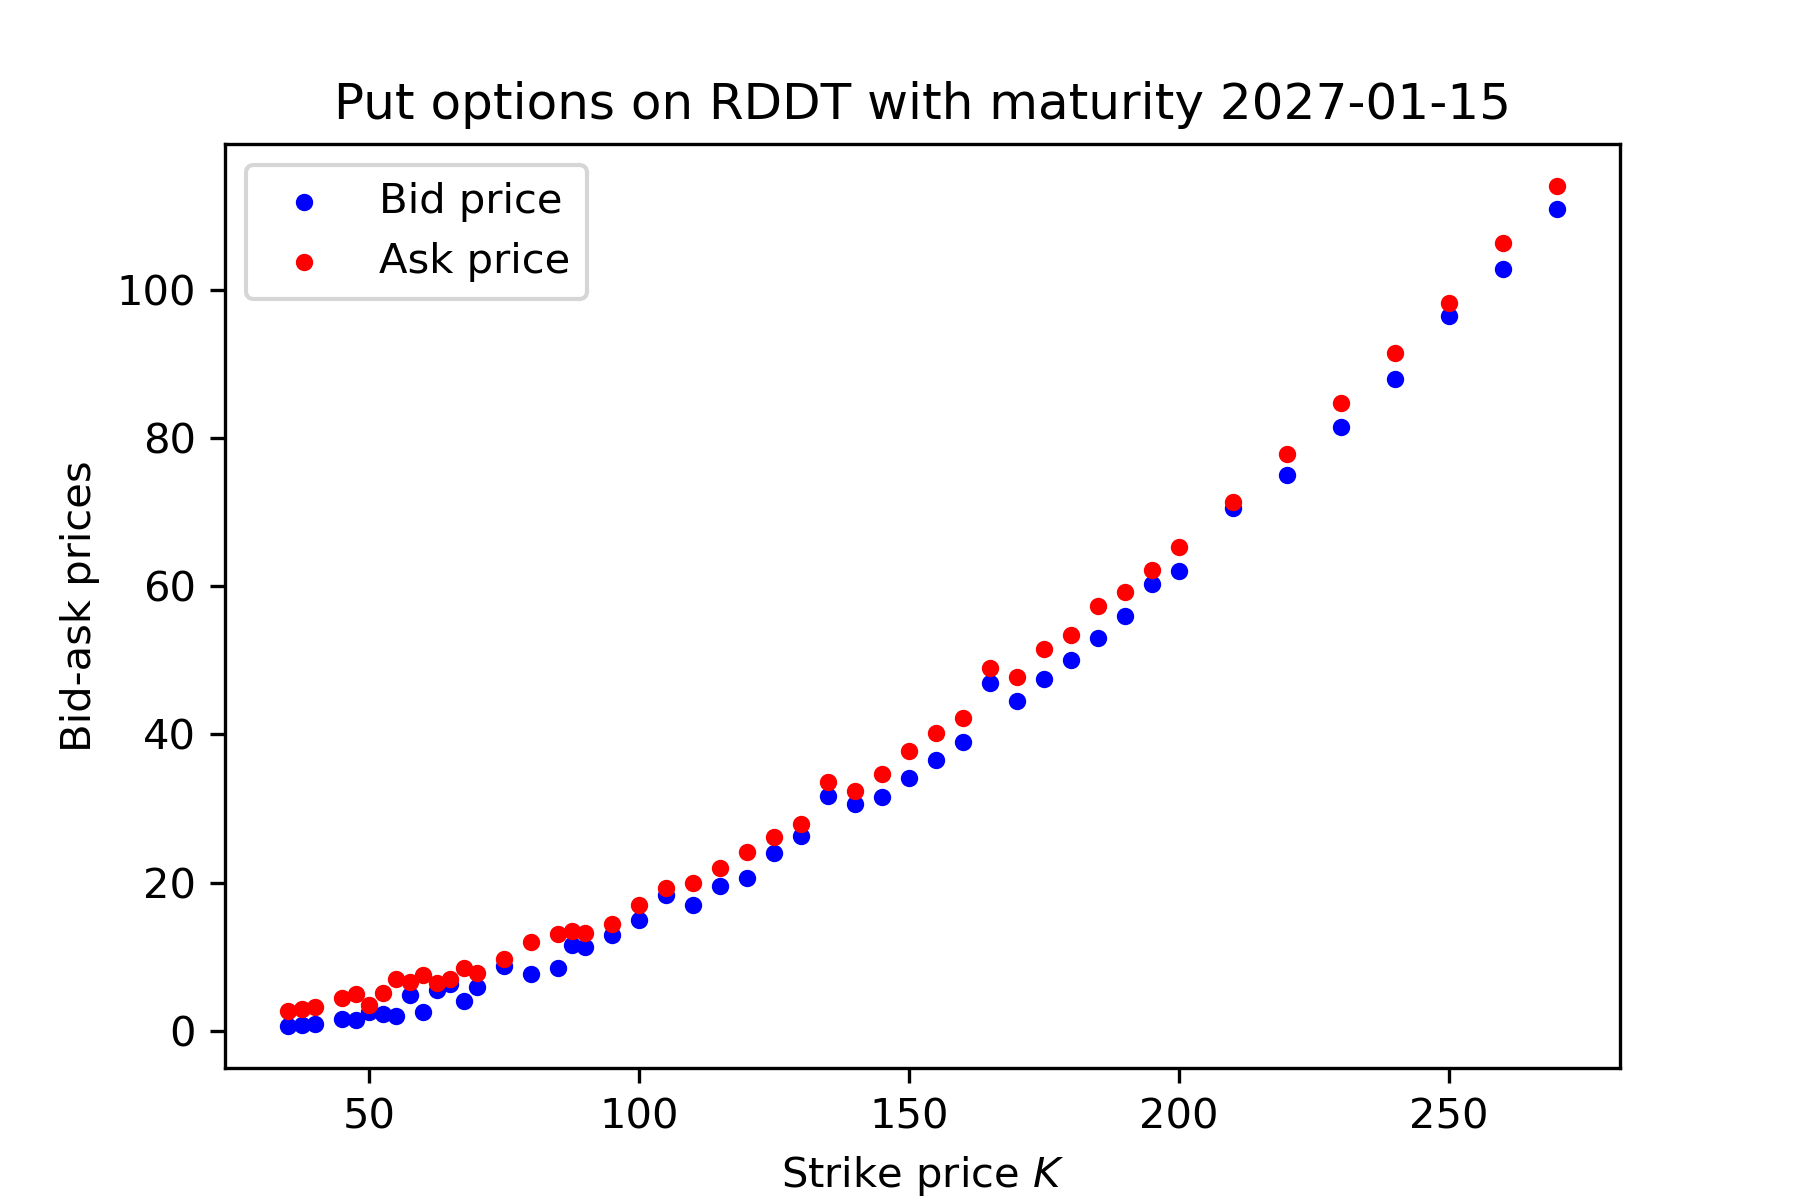 Put options on RDDT with maturity 2027-01-15
Bid price
Ask price
Bid-ask prices
100
80
60
40
20
0
50 100 150 200 250
Strike price K